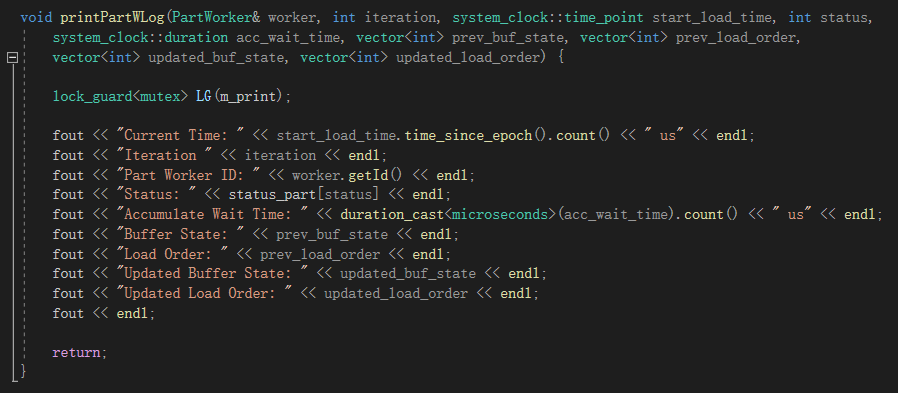 void printPartWLog(PartWorker& worker, int iteration, system_clock::time_point start_load_time, int status,
    system_clock::duration acc_wait_time, vector<int> prev_buf_state, vector<int> prev_load_order,
    vector<int> updated_buf_state, vector<int> updated_load_order) {

    lock_guard<mutex> LG(m_print);

    fout << "Current Time: " << start_load_time.time_since_epoch().count() << " us" << endl;
    fout << "Iteration " << iteration << endl;
    fout << "Part Worker ID: " << worker.getId() << endl;
    fout << "Status: " << status_part[status] << endl;
    fout << "Accumulate Wait Time: " << duration_cast<microseconds>(acc_wait_time).count() << " us" << endl;
    fout << "Buffer State: " << prev_buf_state << endl;
    fout << "Load Order: " << prev_load_order << endl;
    fout << "Updated Buffer State: " << updated_buf_state << endl;
    fout << "Updated Load Order: " << updated_load_order << endl;
    fout << endl;

    return;
}